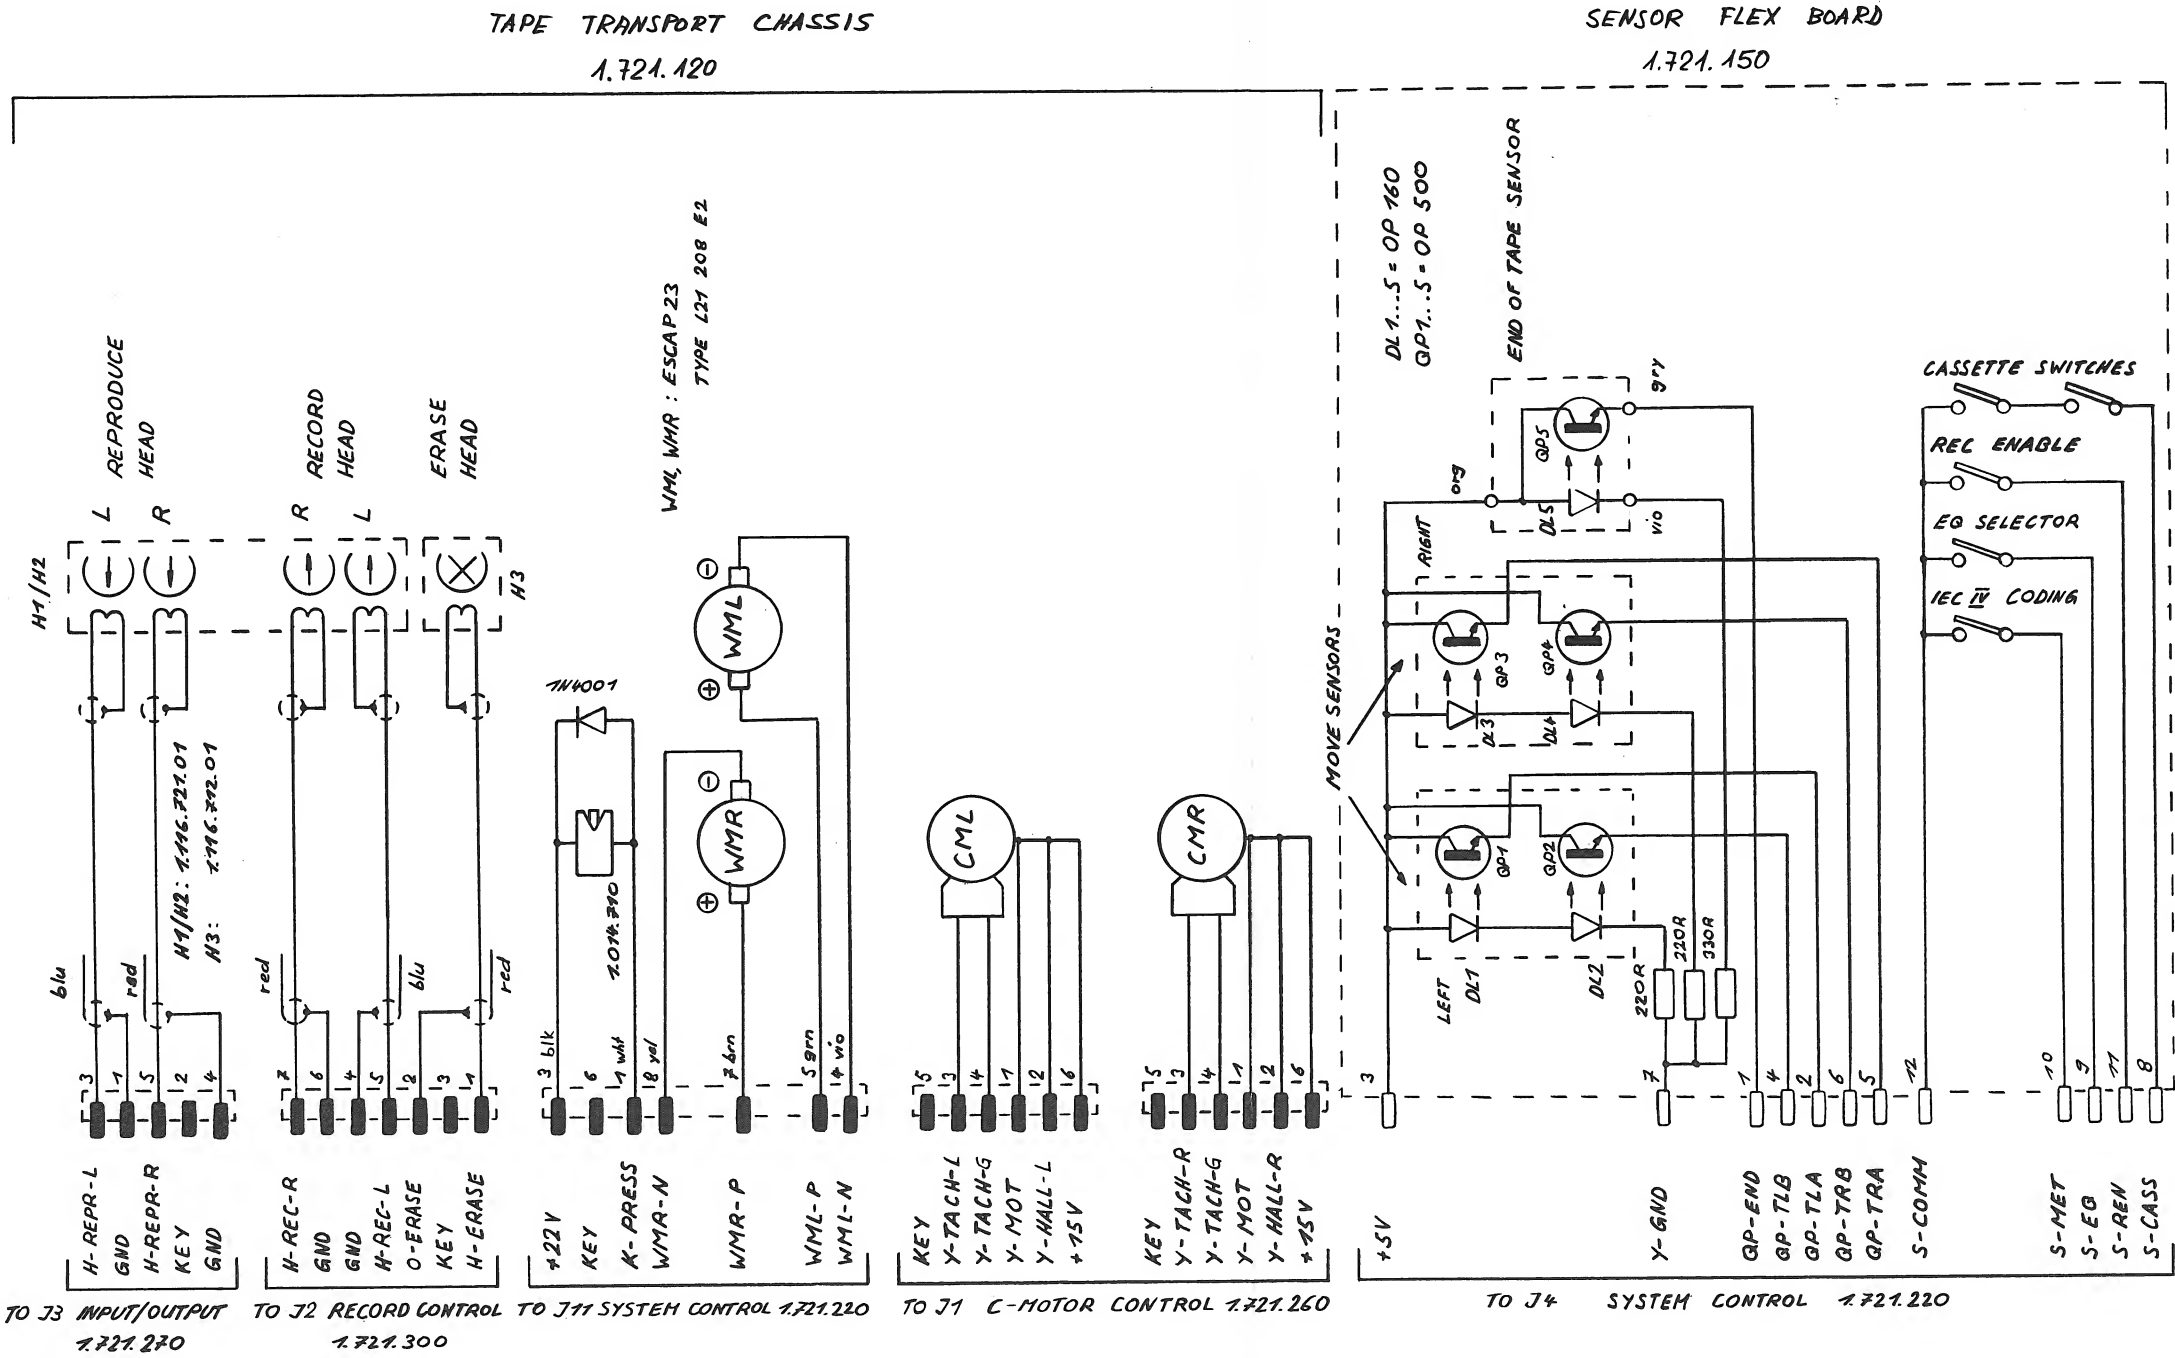 TAPE TRANSPORT CHASSIS
1.721.120
SENSOR FLEX BOARD
1.721.150
H1/H2
L
REPRODUCE
HEAD
R
R
RECORD
HEAD
L
ERASE
HEAD
H3
WML, WMR : ESCAP 23
TYPE L21 208 E2
H1/H2: 1.116.721.01
H3: 1.116.712.01
blu
red
red
blu
red
1N4001
1.014.710
WML
WMR
CML
CMR
DL1...5 = OP 160
QP1...5 = OP 500
END OF TAPE SENSOR
QP5
DL5
org
gry
vio
RIGHT
QP3
QP4
DL3
DL4
MOVE SENSORS
QP1
QP2
LEFT
DL1
DL2
220R
220R
330R
CASSETTE SWITCHES
REC ENABLE
EQ SELECTOR
IEC IV CODING
3
1
5
2
4
7
6
4
5
2
3
1
3 blk
6
1 wht
8 yel
7 brn
5 grn
4 vio
5
3
4
1
2
6
5
3
4
1
2
6
3
7
1
4
2
6
5
12
10
9
11
8
H-REPR-L
GND
H-REPR-R
KEY
GND
H-REC-R
GND
GND
H-REC-L
O-ERASE
KEY
H-ERASE
+22V
KEY
K-PRESS
WMR-N
WMR-P
WML-P
WML-N
KEY
Y-TACH-L
Y-TACH-G
Y-MOT
Y-HALL-L
+15V
KEY
Y-TACH-R
Y-TACH-G
Y-MOT
Y-HALL-R
+15V
+5V
Y-GND
QP-END
QP-TLB
QP-TLA
QP-TRB
QP-TRA
S-COMM
S-MET
S-EQ
S-REN
S-CASS
TO J3 INPUT/OUTPUT
1.721.270
TO J2 RECORD CONTROL
1.721.300
TO J11 SYSTEM CONTROL 1.721.220
TO J1 C-MOTOR CONTROL 1.721.260
TO J4 SYSTEM CONTROL 1.721.220